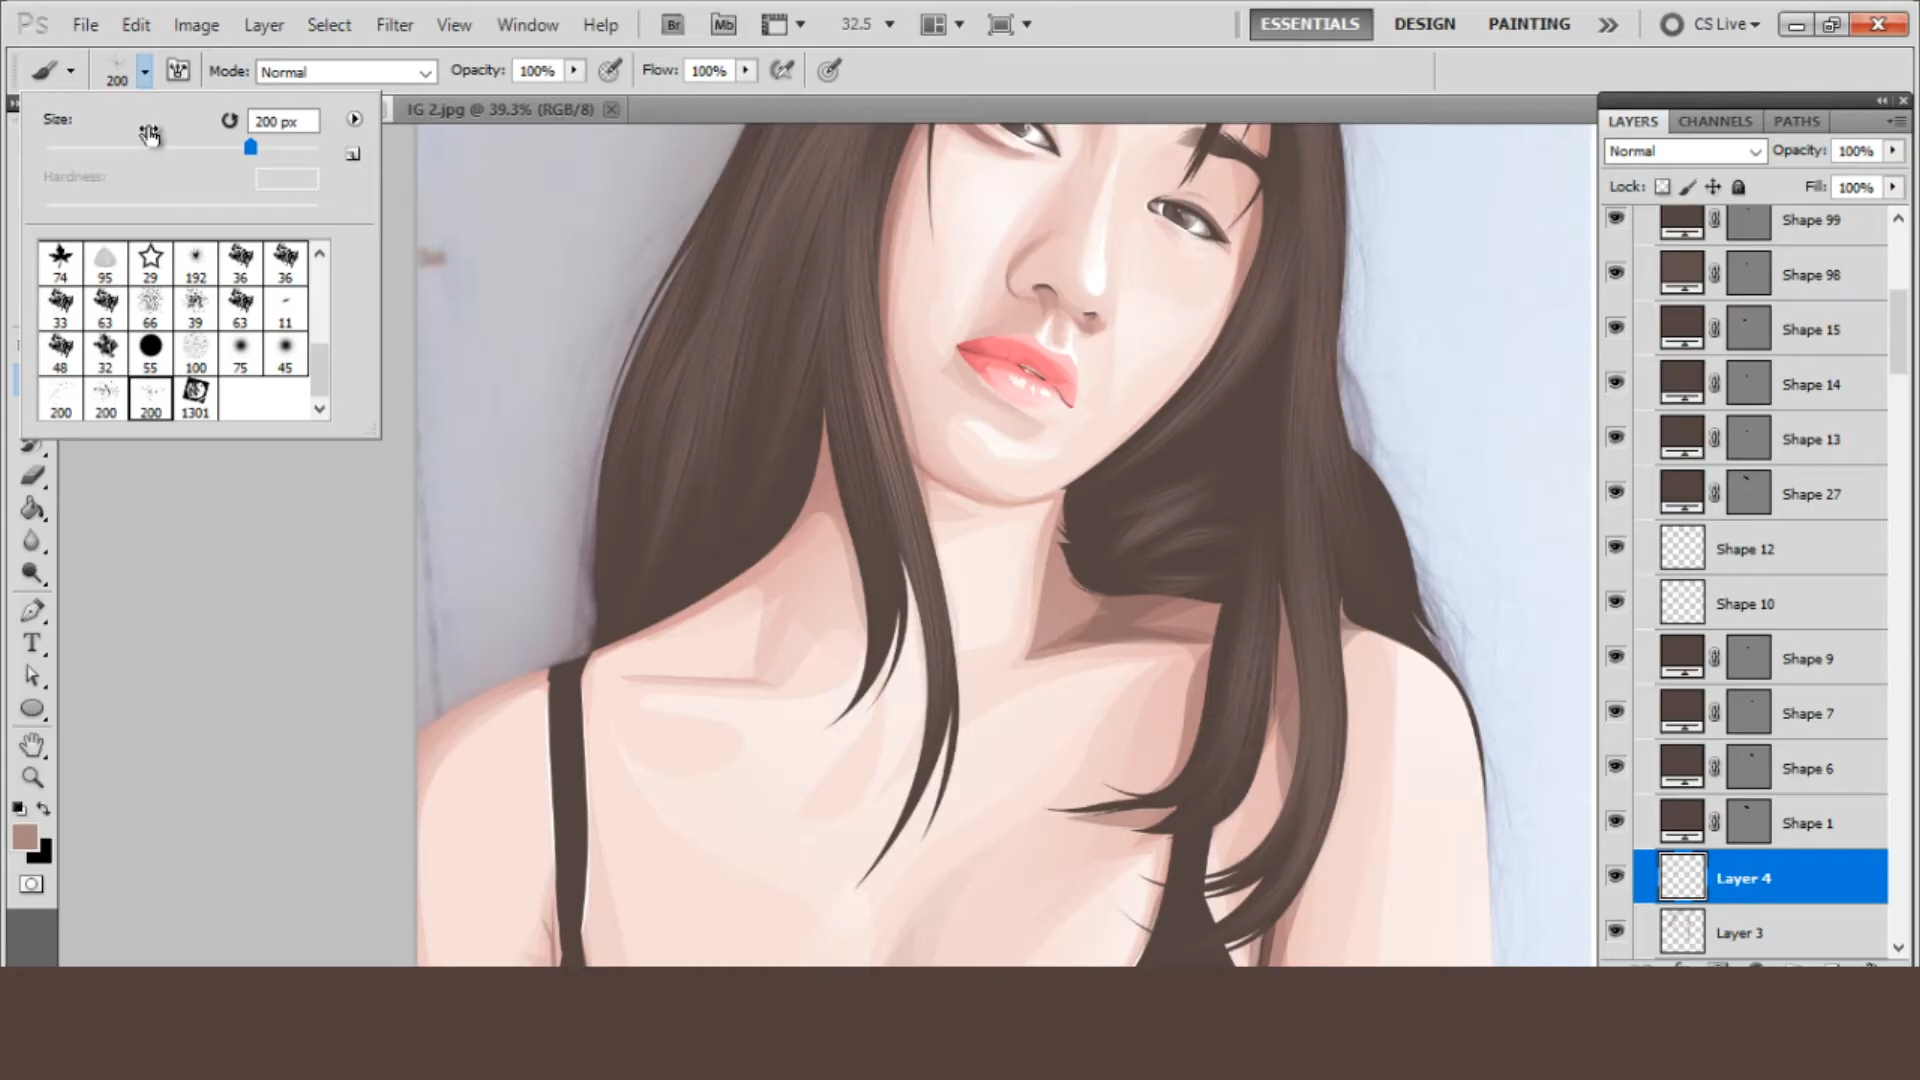 Ps File Edit Image Layer Select Filter View Window Help Br Mb 32.5 ESSENTIALS DESIGN PAINTING CS Live
200 Mode: Normal Opacity: 100% Flow: 100%
IG 2.jpg @ 39.3% (RGB/8)
Size: 200 px
Hardness:
74 95 29 192 36 36
33 63 66 39 63 11
48 32 55 100 75 45
200 200 200 1301
T
LAYERS CHANNELS PATHS
Normal Opacity: 100%
Lock: Fill: 100%
Shape 99
Shape 98
Shape 15
Shape 14
Shape 13
Shape 27
Shape 12
Shape 10
Shape 9
Shape 7
Shape 6
Shape 1
Layer 4
Layer 3